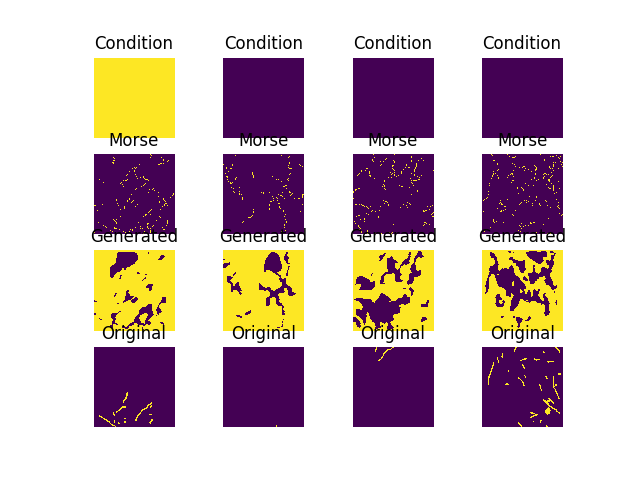 Condition Condition Condition Condition
Morse Morse Morse Morse
Generated Generated Generated Generated
Original Original Original Original